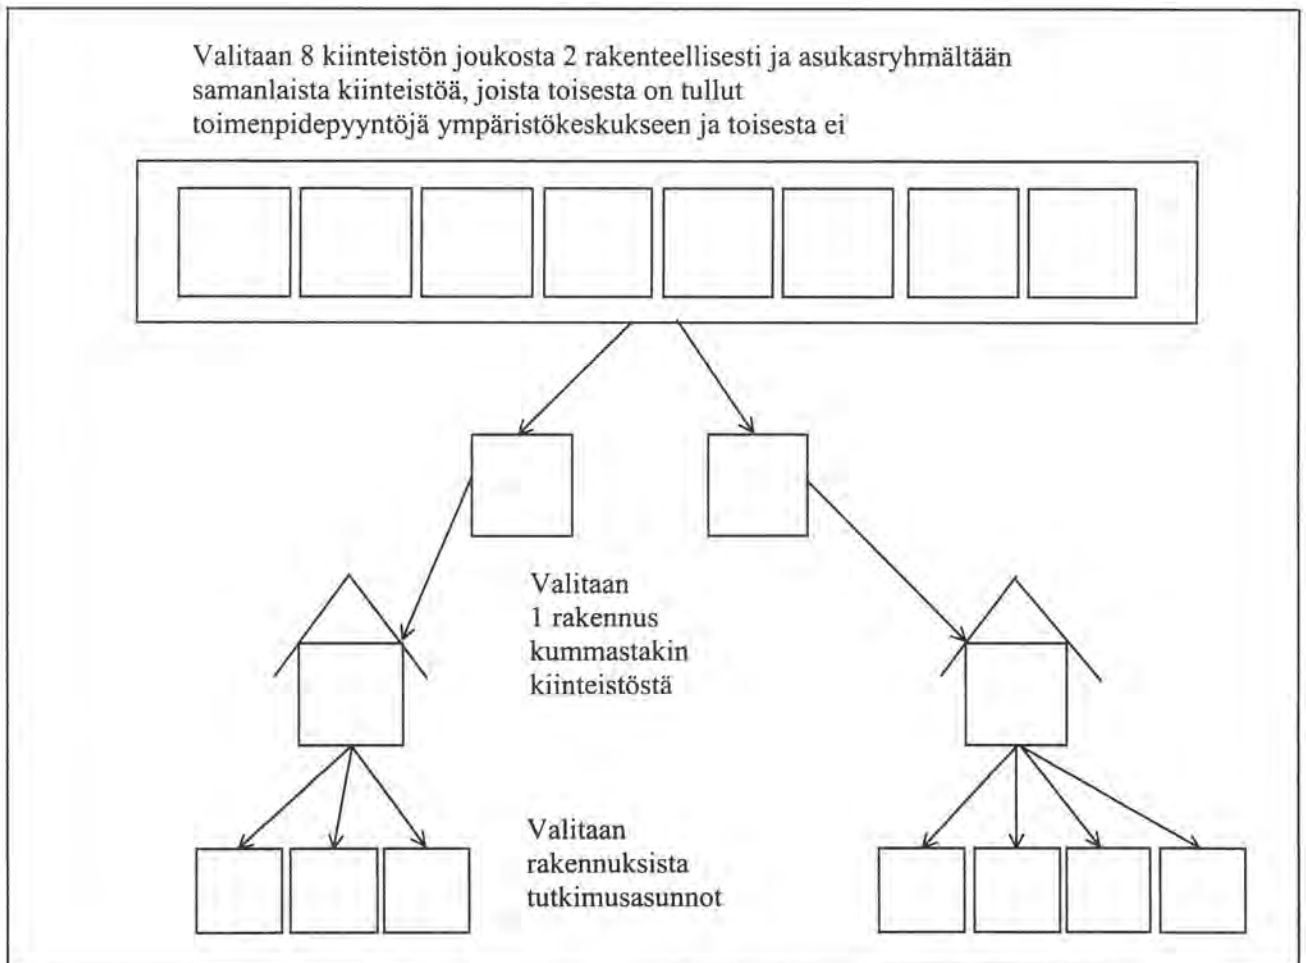 Valitaan 8 kiinteistön joukosta 2 rakenteellisesti ja asukasryhmältään
samanlaista kiinteistöä, joista toisesta on tullut
toimenpidepyyntöjä ympäristökeskukseen ja toisesta ei
Valitaan
1 rakennus
kummastakin
kiinteistöstä
Valitaan
rakennuksista
tutkimusasunnot